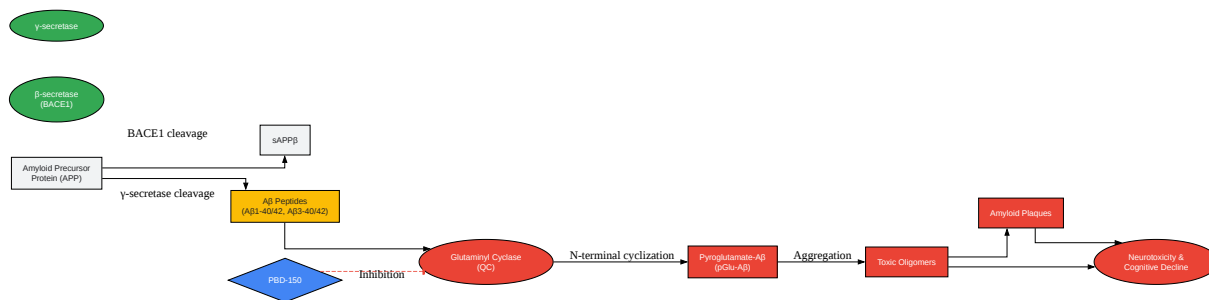 γ-secretase
β-secretase
(BACE1)
BACE1 cleavage
sAPPβ
Amyloid Precursor
Protein (APP)
γ-secretase cleavage
Aβ Peptides
(Aβ1-40/42, Aβ3-40/42)
PBD-150
Inhibition
Glutaminyl Cyclase
(QC)
N-terminal cyclization
Pyroglutamate-Aβ
(pGlu-Aβ)
Aggregation
Toxic Oligomers
Amyloid Plaques
Neurotoxicity &
Cognitive Decline